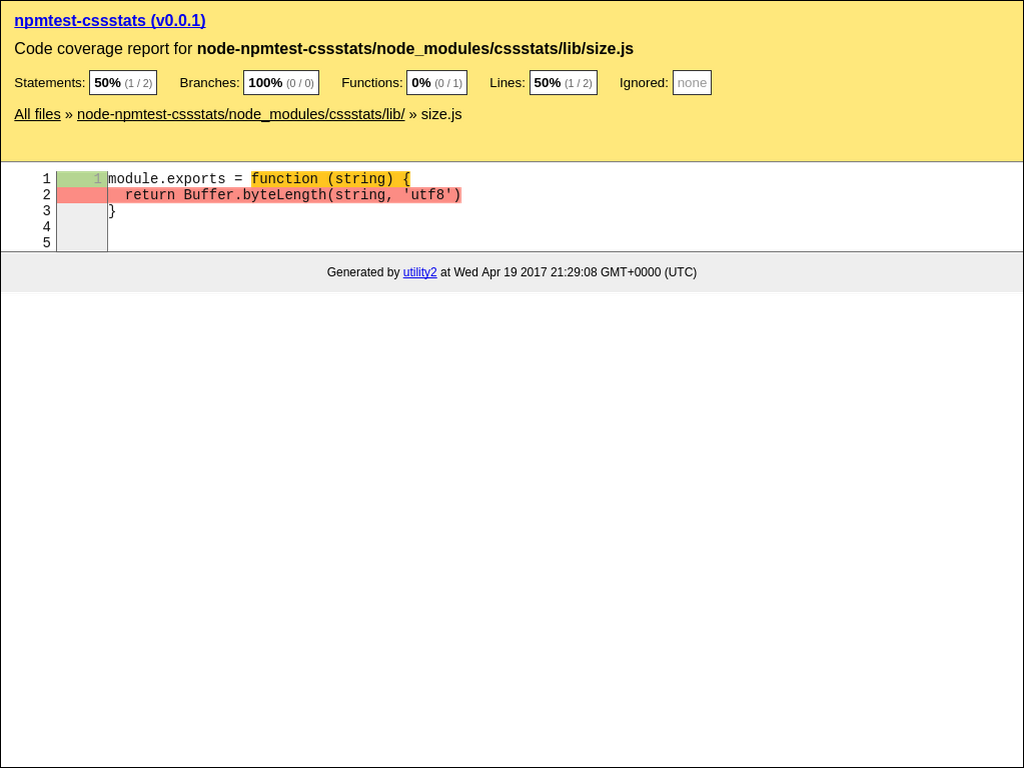 npmtest-cssstats (v0.0.1)
Code coverage report for node-npmtest-cssstats/node_modules/cssstats/lib/size.js
Statements: 50% (1 / 2) Branches: 100% (0 / 0) Functions: 0% (0 / 1) Lines: 50% (1 / 2) Ignored: none
All files » node-npmtest-cssstats/node_modules/cssstats/lib/ » size.js
1 1 module.exports = function (string) {
2 return Buffer.byteLength(string, 'utf8')
3 }
4
5
Generated by utility2 at Wed Apr 19 2017 21:29:08 GMT+0000 (UTC)